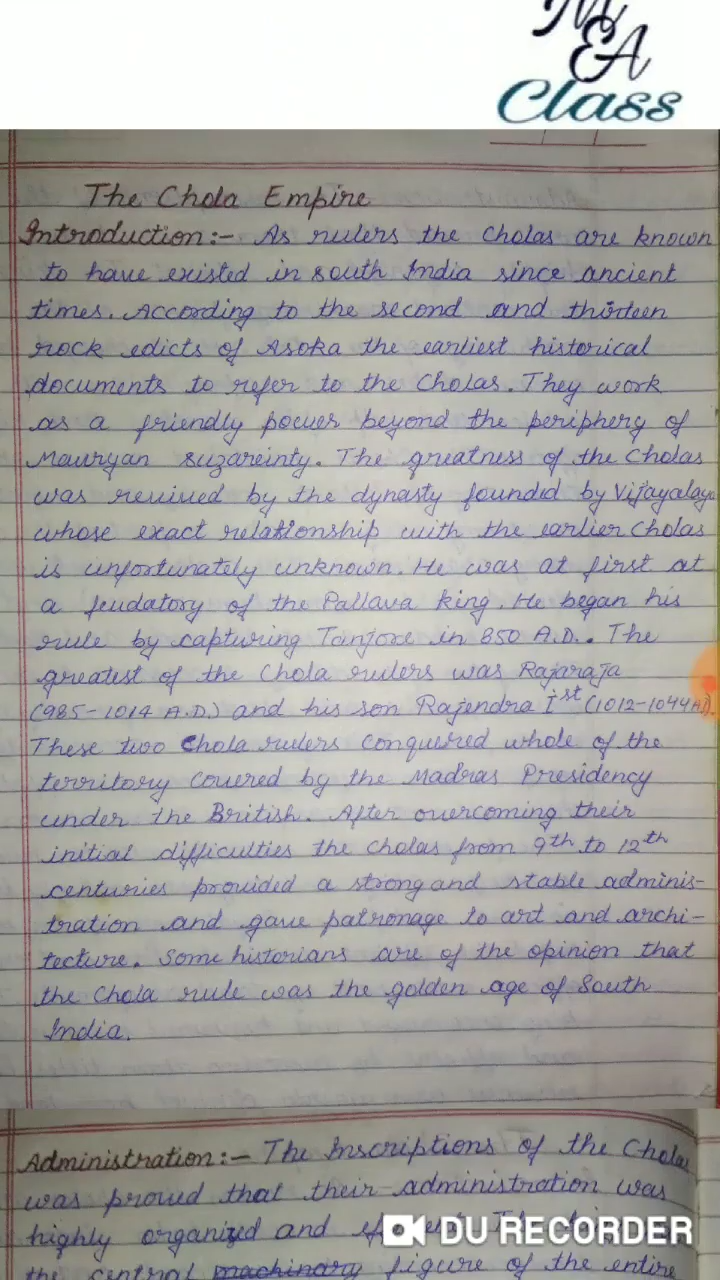 MEA
Class
The Chola Empire
Introduction:- As rulers the Cholas are known
to have existed in south India since ancient
times. According to the second and thirteen
rock edicts of Asoka the earliest historical
documents to refer to the Cholas. They work
as a friendly power beyond the periphery of
Mauryan suzareinty. The greatness of the Cholas
was revived by the dynasty founded by Vijayalaya
whose exact relationship with the earlier Cholas
is unfortunately unknown. He was at first at
a feudatory of the Pallava king. He began his
rule by capturing Tanjore in 850 A.D.. The
greatest of the Chola rulers was Rajaraja
(985-1014 A.D.) and his son Rajendra Ist (1012-1044AD).
These two Chola rulers conquered whole of the
territory covered by the Madras Presidency
under the British. After overcoming their
initial difficulties the Cholas from 9th to 12th
centuries provided a strong and stable adminis-
tration and gave patronage to art and archi-
tecture. Some historians are of the opinion that
the Chola rule was the golden age of South
India.
Administration:- The Inscriptions of the Cholas
was proved that their administration was
highly organized and
DU RECORDER
the central machinary figure of the entire